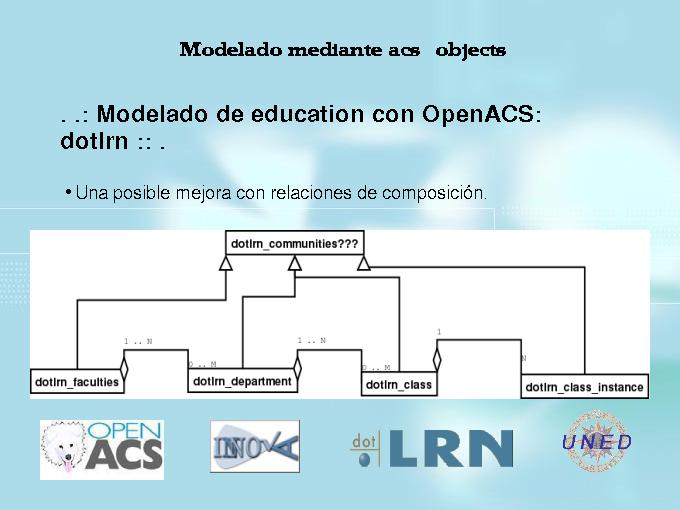 Modelado mediante acs objects
. .: Modelado de education con OpenACS:
dotlrn :: .
• Una posible mejora con relaciones de composición.
dotlrn_communities???
1 .. N
1 .. N
1
0 .. M
0 .. M
N
dotlrn_faculties
dotlrn_department
dotlrn_class
dotlrn_class_instance
OPEN
ACS
INNOVA
dot LRN
UNED